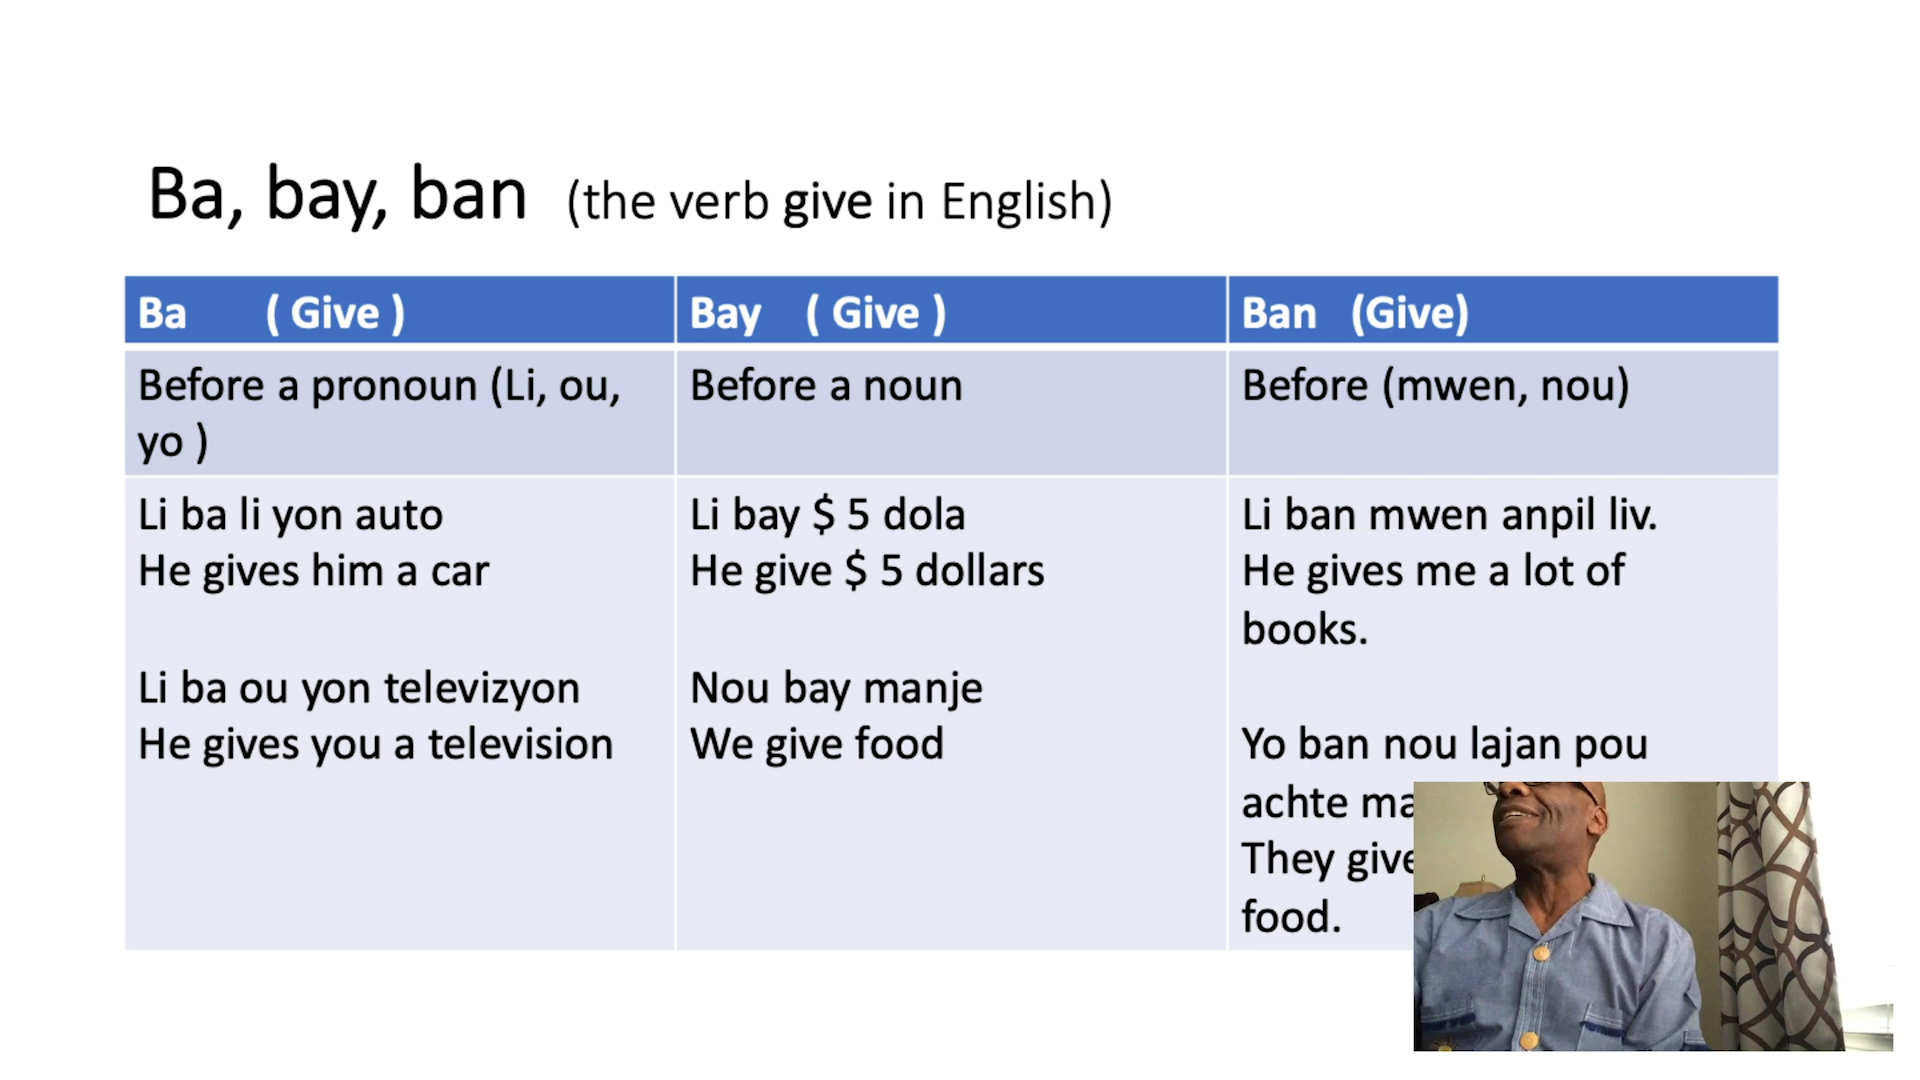 Ba, bay, ban (the verb give in English)
Ba ( Give )
Bay ( Give )
Ban (Give)
Before a pronoun (Li, ou,
yo )
Before a noun
Before (mwen, nou)
Li ba li yon auto
He gives him a car
Li ba ou yon televizyon
He gives you a television
Li bay $ 5 dola
He give $ 5 dollars
Nou bay manje
We give food
Li ban mwen anpil liv.
He gives me a lot of
books.
Yo ban nou lajan pou
achte
They give
food.